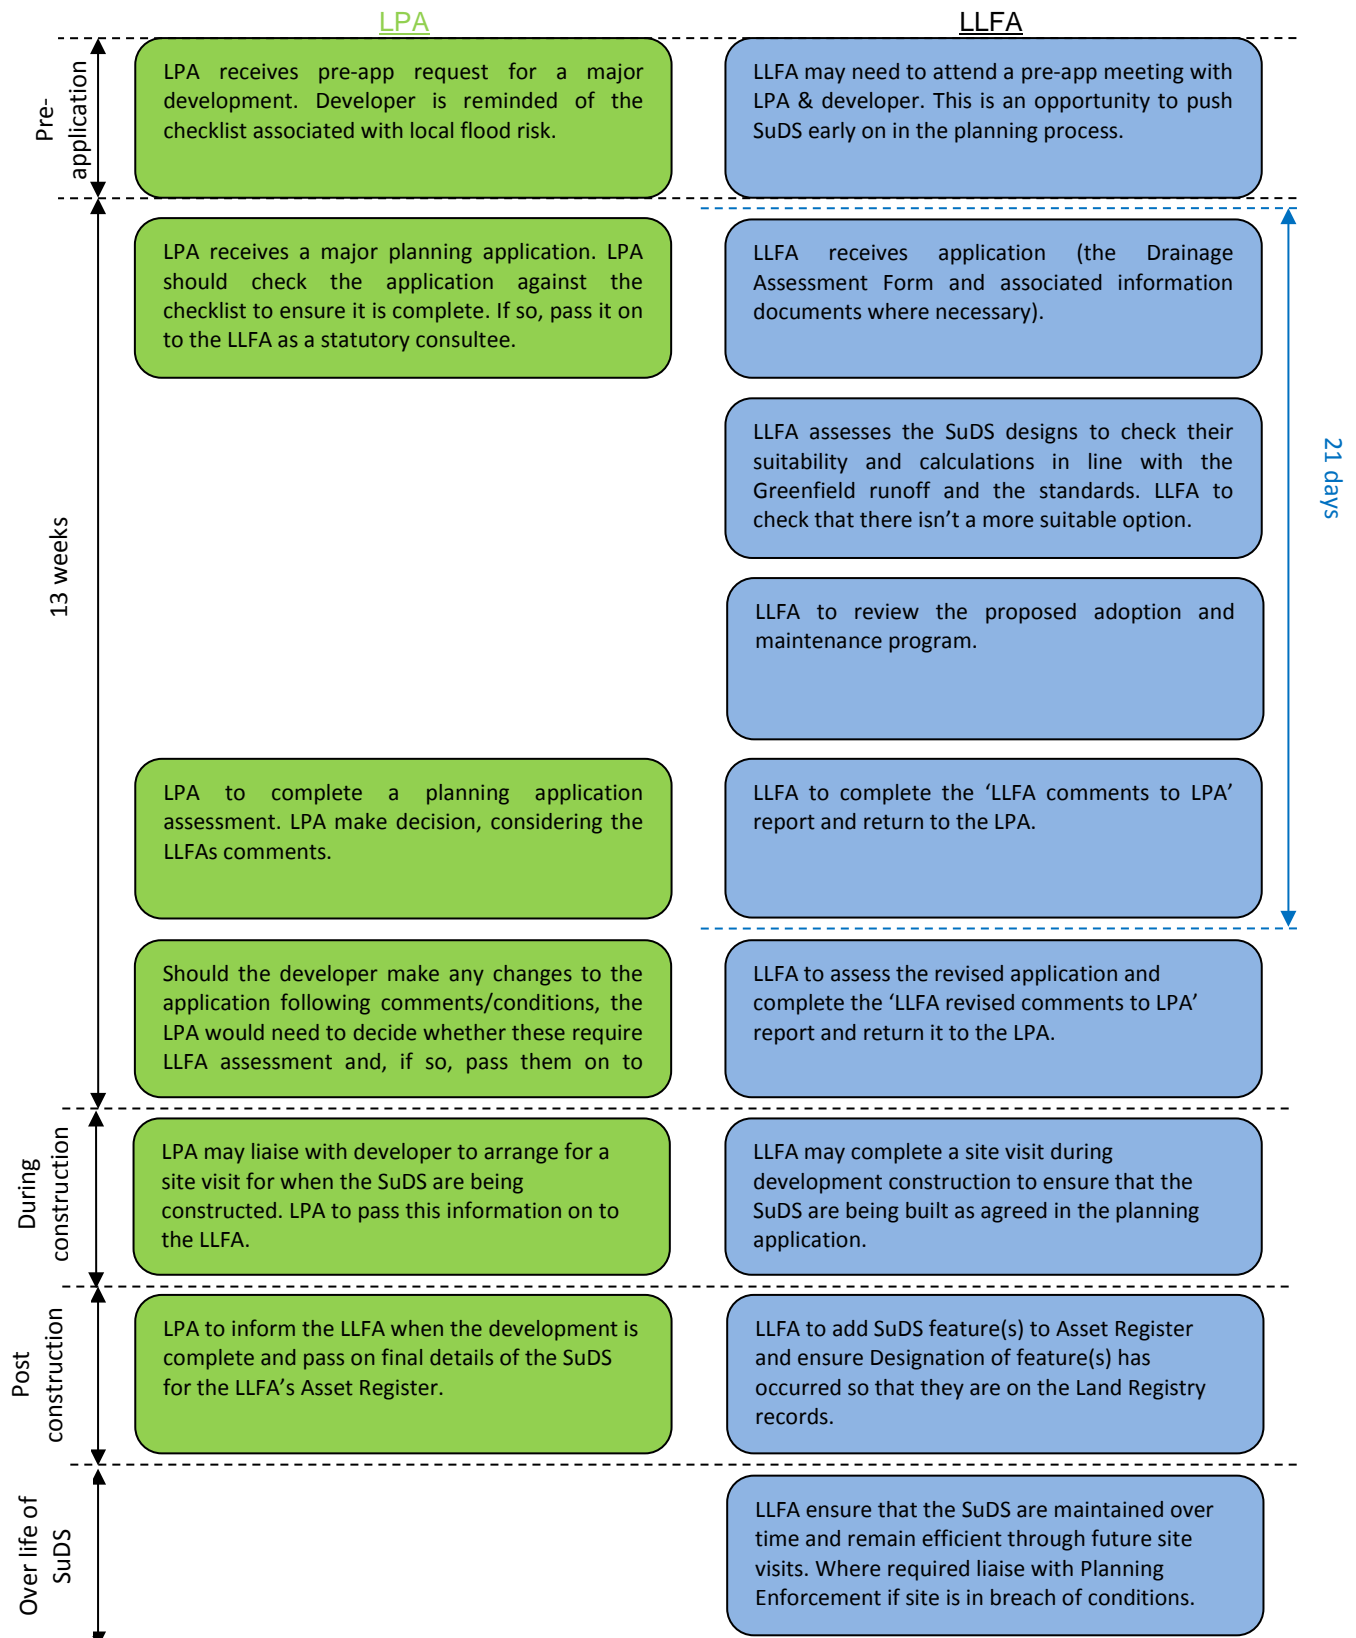 LPA
LLFA
Pre-
application
LPA receives pre-app request for a major
development. Developer is reminded of the
checklist associated with local flood risk.
LLFA may need to attend a pre-app meeting with
LPA & developer. This is an opportunity to push
SuDS early on in the planning process.
13 weeks
LPA receives a major planning application. LPA
should check the application against the
checklist to ensure it is complete. If so, pass it on
to the LLFA as a statutory consultee.
LLFA receives application (the Drainage
Assessment Form and associated information
documents where necessary).
21 days
LLFA assesses the SuDS designs to check their
suitability and calculations in line with the
Greenfield runoff and the standards. LLFA to
check that there isn’t a more suitable option.
LLFA to review the proposed adoption and
maintenance program.
LPA to complete a planning application
assessment. LPA make decision, considering the
LLFAs comments.
LLFA to complete the ‘LLFA comments to LPA’
report and return to the LPA.
Should the developer make any changes to the
application following comments/conditions, the
LPA would need to decide whether these require
LLFA assessment and, if so, pass them on to
LLFA to assess the revised application and
complete the ‘LLFA revised comments to LPA’
report and return it to the LPA.
During
construction
LPA may liaise with developer to arrange for a
site visit for when the SuDS are being
constructed. LPA to pass this information on to
the LLFA.
LLFA may complete a site visit during
development construction to ensure that the
SuDS are being built as agreed in the planning
application.
Post
construction
LPA to inform the LLFA when the development is
complete and pass on final details of the SuDS
for the LLFA’s Asset Register.
LLFA to add SuDS feature(s) to Asset Register
and ensure Designation of feature(s) has
occurred so that they are on the Land Registry
records.
Over life of
SuDS
LLFA ensure that the SuDS are maintained over
time and remain efficient through future site
visits. Where required liaise with Planning
Enforcement if site is in breach of conditions.